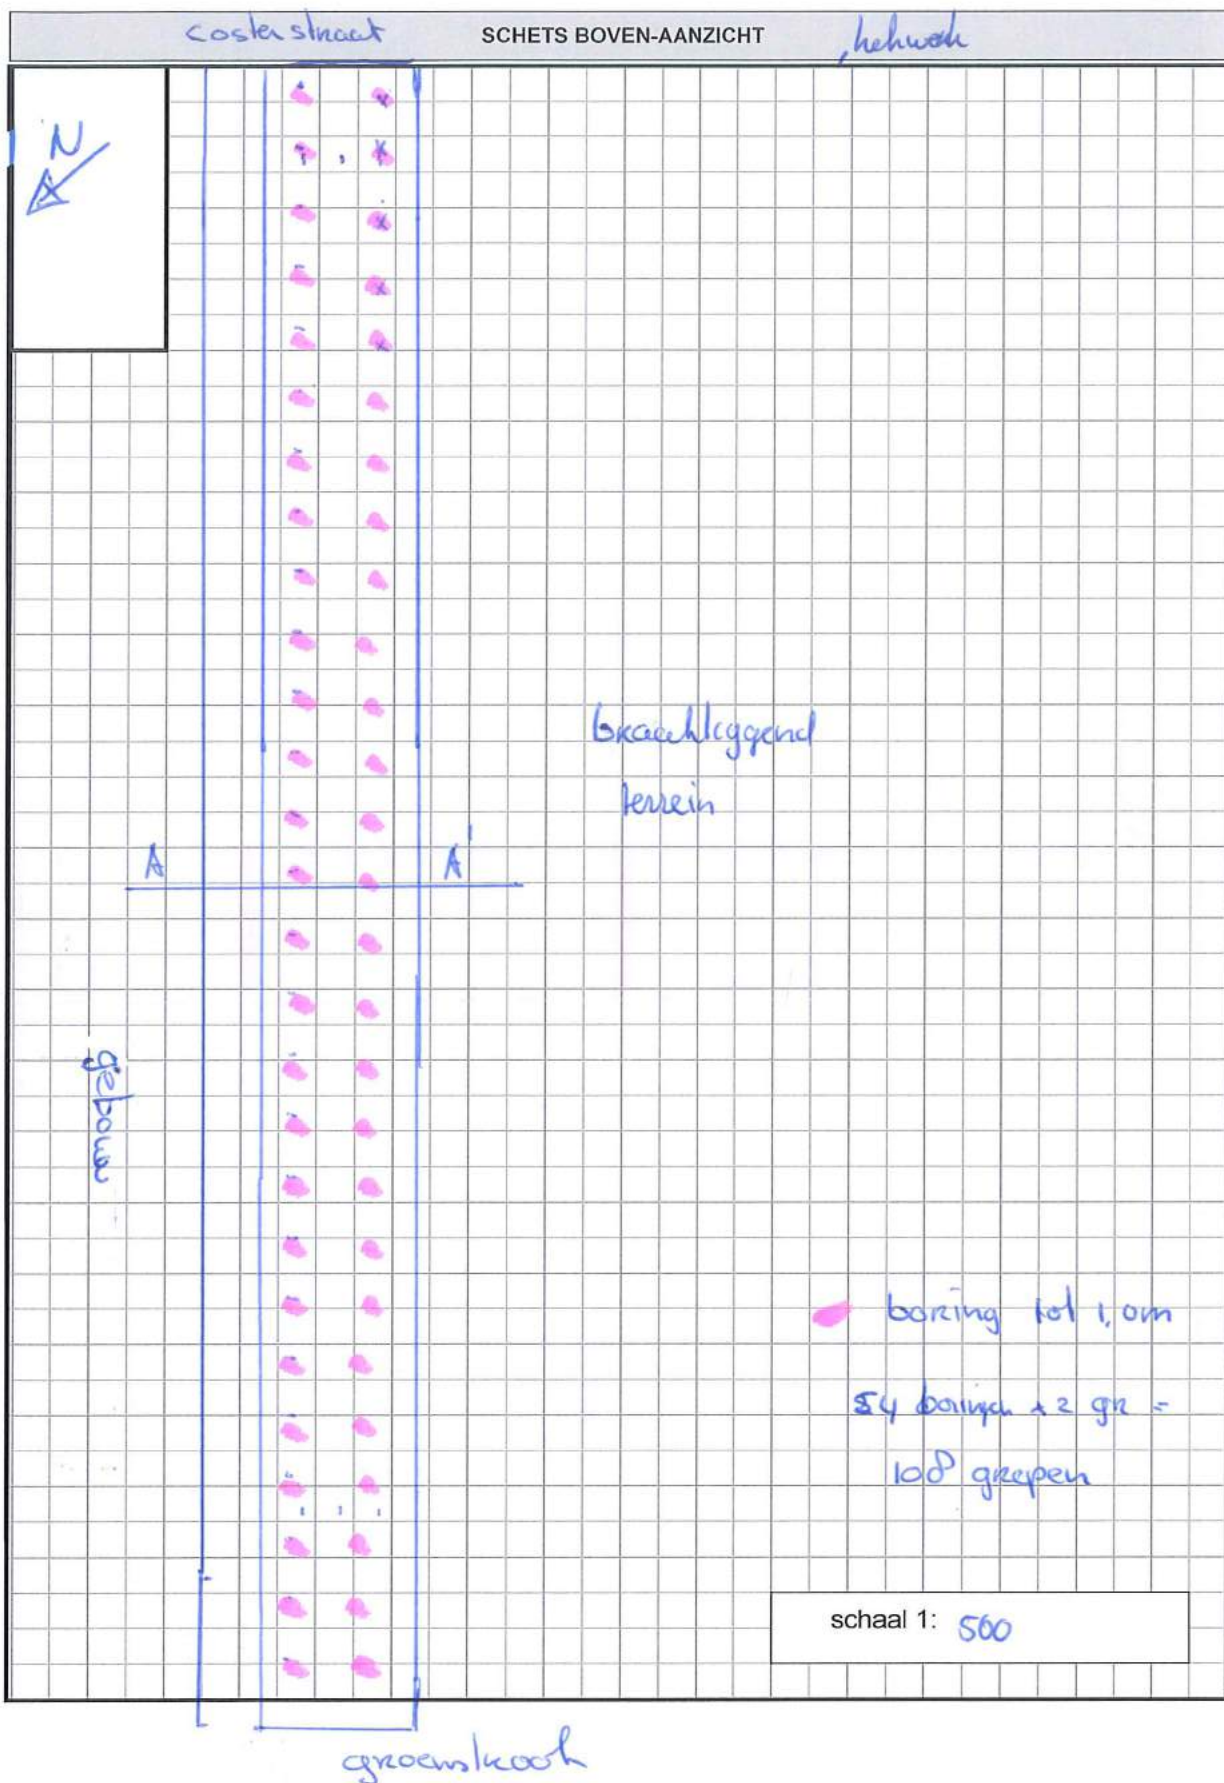 costerstraat SCHETS BOVEN-AANZICHT hekwerk
N
braakliggend
terrein
A A'
gebouw
boring tot 1,0m
54 boringen x 2 gr =
108 grepen
schaal 1: 500
groenstrook